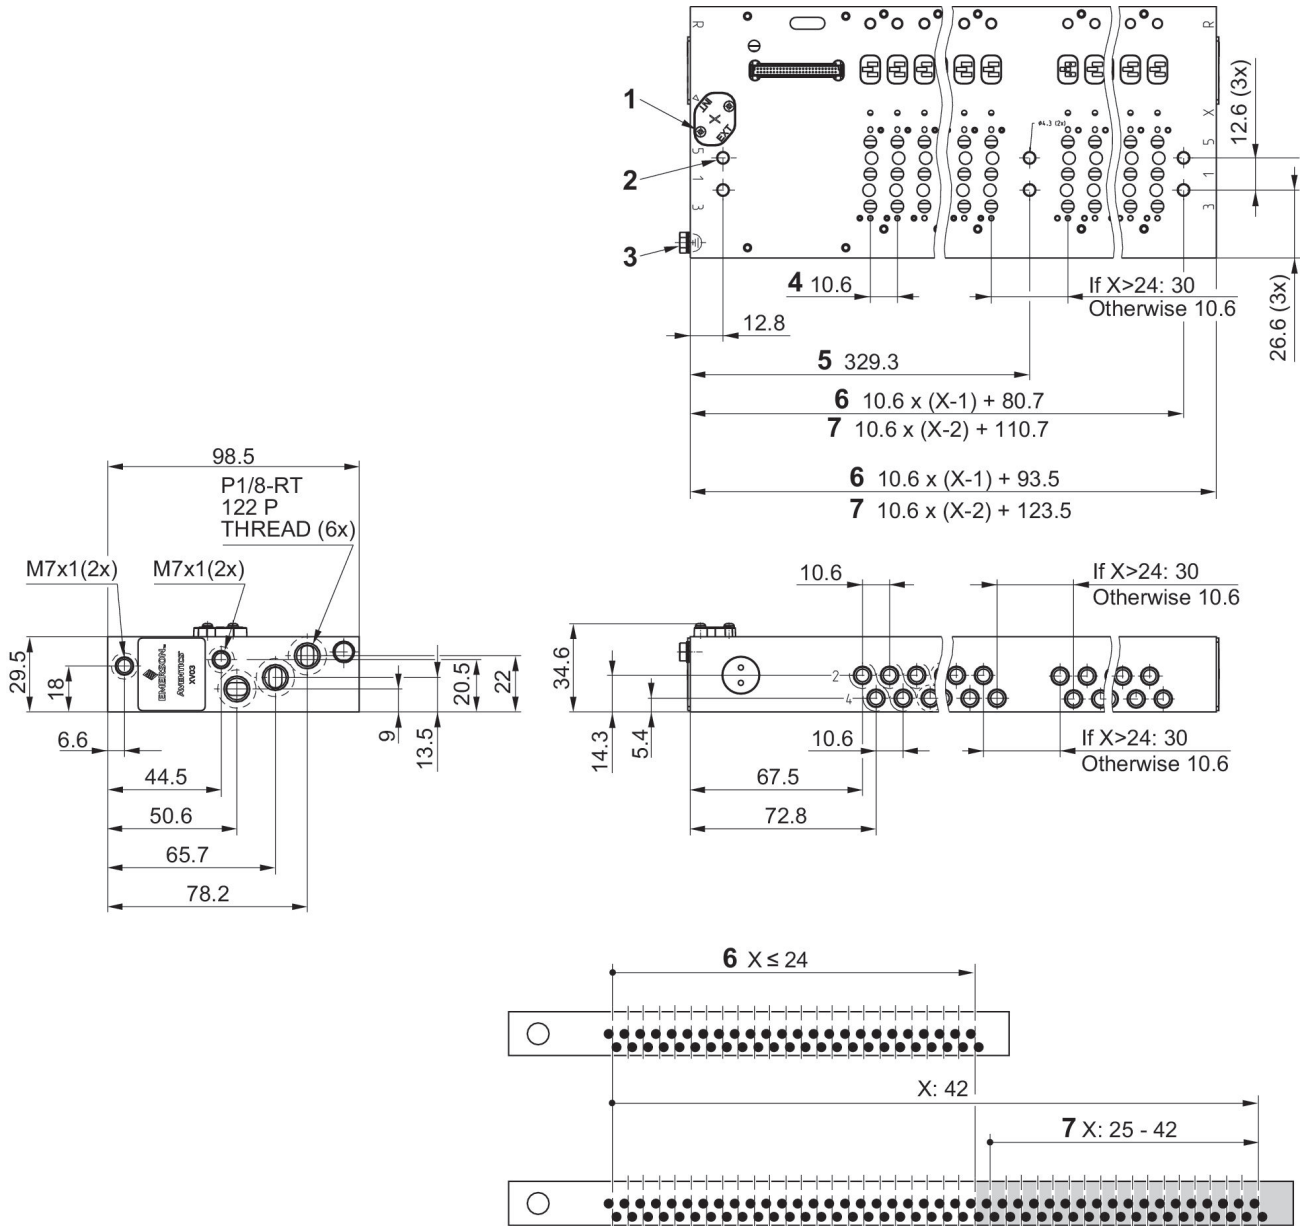 R
R
1
INT
X
EXT
X
Ø4.3 (2x)
12.6 (3x)
5
5
2
1
1
3
3
3
4 10.6
If X>24: 30
Otherwise 10.6
26.6 (3x)
12.8
5 329.3
6 10.6 x (X-1) + 80.7
7 10.6 x (X-2) + 110.7
6 10.6 x (X-1) + 93.5
7 10.6 x (X-2) + 123.5
98.5
P1/8-RT
122 P
THREAD (6x)
M7x1(2x)
M7x1(2x)
29.5
18
EMERSON™
AVENTICS™
XV03
20.5
22
6.6
9
13.5
44.5
50.6
65.7
78.2
10.6
If X>24: 30
Otherwise 10.6
34.6
2
4
14.3
5.4
10.6
If X>24: 30
Otherwise 10.6
67.5
72.8
6 X ≤ 24
X: 42
7 X: 25 - 42